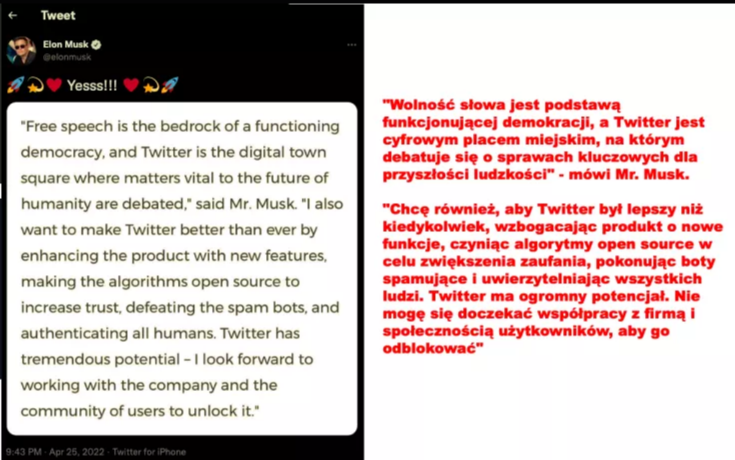 Tweet
Elon Musk
@elonmusk
🚀💫❤️ Yesss!!! ❤️💫🚀
"Free speech is the bedrock of a functioning
democracy, and Twitter is the digital town
square where matters vital to the future of
humanity are debated," said Mr. Musk. "I also
want to make Twitter better than ever by
enhancing the product with new features,
making the algorithms open source to
increase trust, defeating the spam bots, and
authenticating all humans. Twitter has
tremendous potential – I look forward to
working with the company and the
community of users to unlock it."
9:43 PM · Apr 25, 2022 · Twitter for iPhone
"Wolność słowa jest podstawą
funkcjonującej demokracji, a Twitter jest
cyfrowym placem miejskim, na którym
debatuje się o sprawach kluczowych dla
przyszłości ludzkości" - mówi Mr. Musk.
"Chcę również, aby Twitter był lepszy niż
kiedykolwiek, wzbogacając produkt o nowe
funkcje, czyniąc algorytmy open source w
celu zwiększenia zaufania, pokonując boty
spamujące i uwierzytelniając wszystkich
ludzi. Twitter ma ogromny potencjał. Nie
mogę się doczekać współpracy z firmą i
społecznością użytkowników, aby go
odblokować"